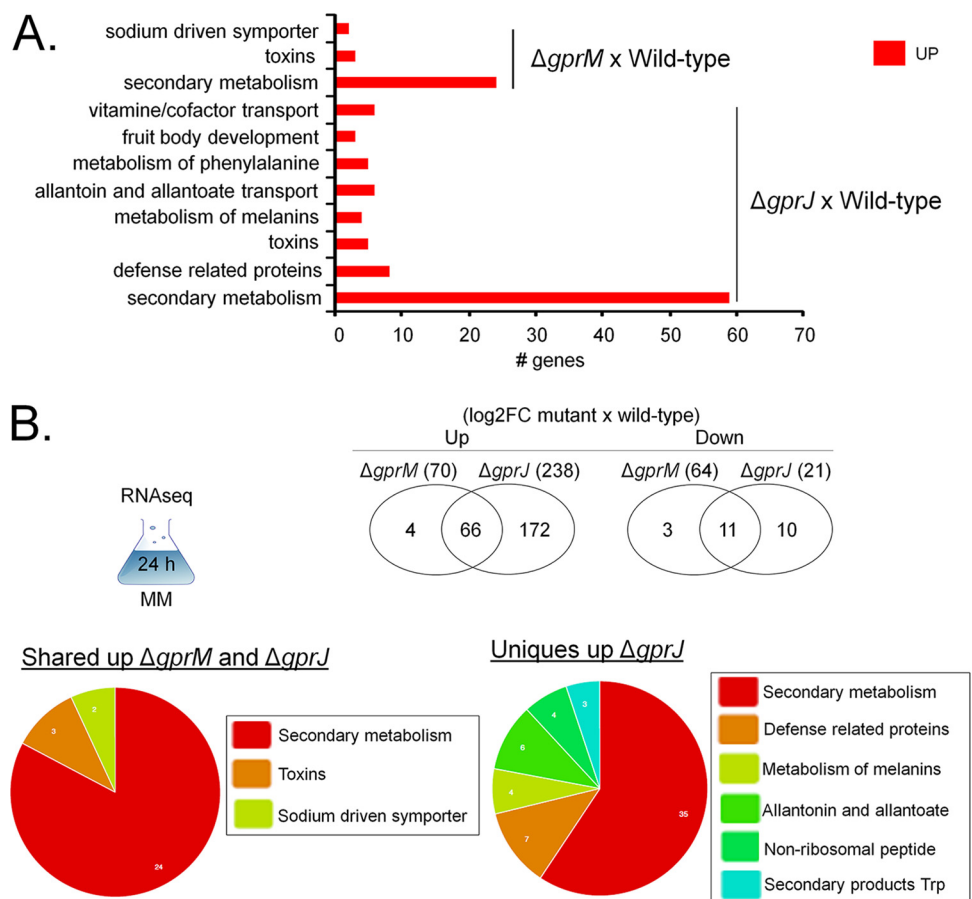 A.
sodium driven symporter
toxins
secondary metabolism
vitamine/cofactor transport
fruit body development
metabolism of phenylalanine
allantoin and allantoate transport
metabolism of melanins
toxins
defense related proteins
secondary metabolism
ΔgprM x Wild-type
ΔgprJ x Wild-type
UP
0 10 20 30 40 50 60 70
# genes
B.
(log2FC mutant x wild-type)
Up Down
ΔgprM (70) ΔgprJ (238) ΔgprM (64) ΔgprJ (21)
4 66 172 3 11 10
RNAseq
24 h
MM
Shared up ΔgprM and ΔgprJ
2
3
24
Secondary metabolism
Toxins
Sodium driven symporter
Uniques up ΔgprJ
3
4
6
4
7
35
Secondary metabolism
Defense related proteins
Metabolism of melanins
Allantonin and allantoate
Non-ribosomal peptide
Secondary products Trp